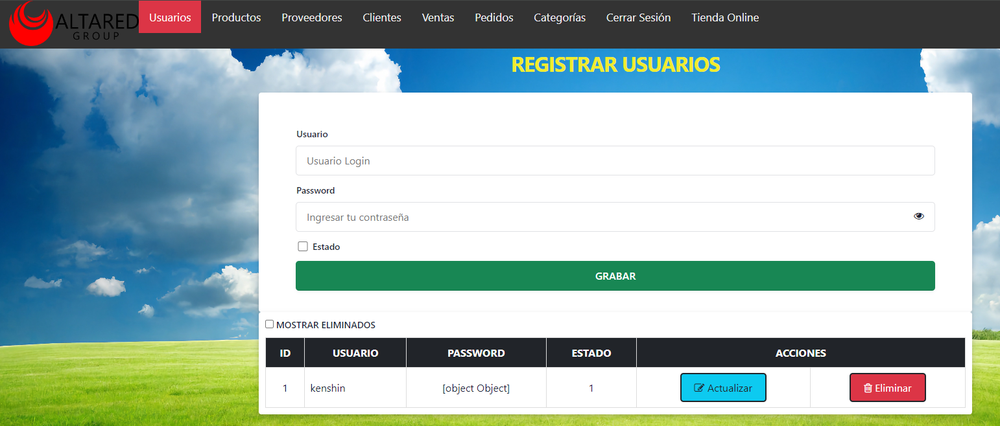 ALTARED
GROUP
Usuarios Productos Proveedores Clientes Ventas Pedidos Categorías Cerrar Sesión Tienda Online
REGISTRAR USUARIOS
Usuario
Usuario Login
Password
Ingresar tu contraseña
Estado
GRABAR
MOSTRAR ELIMINADOS
ID USUARIO PASSWORD ESTADO ACCIONES
1 kenshin [object Object] 1 Actualizar Eliminar